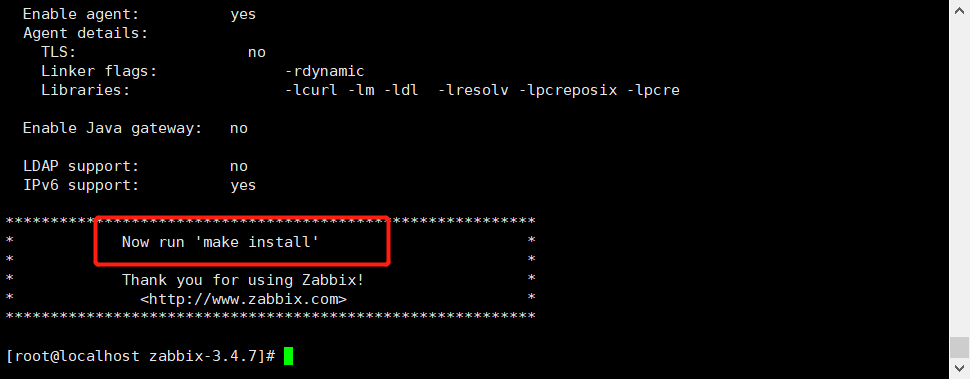 Enable agent: yes
Agent details:
TLS: no
Linker flags: -rdynamic
Libraries: -lcurl -lm -ldl -lresolv -lpcreposix -lpcre
Enable Java gateway: no
LDAP support: no
IPv6 support: yes
***********************************************************
* Now run 'make install' *
* *
* Thank you for using Zabbix! *
* <http://www.zabbix.com> *
***********************************************************
[root@localhost zabbix-3.4.7]#